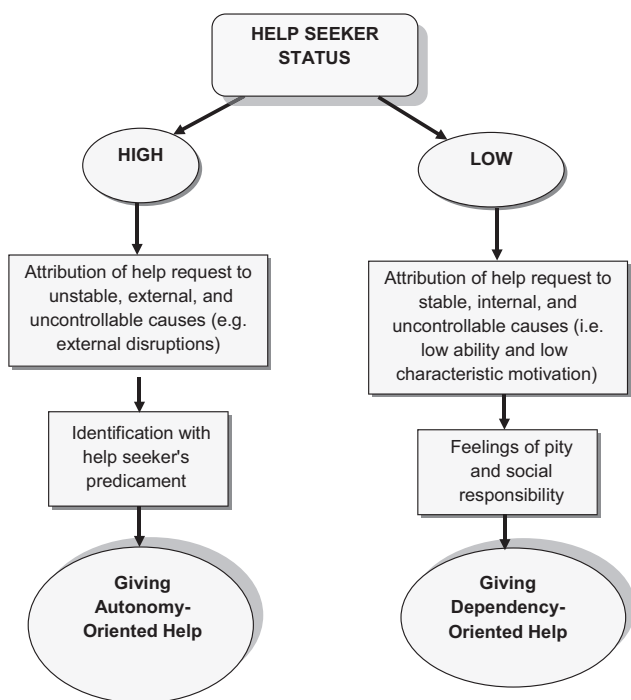 HELP SEEKER
STATUS
HIGH
LOW
Attribution of help request to
unstable, external, and
uncontrollable causes (e.g.
external disruptions)
Attribution of help request to
stable, internal, and
uncontrollable causes (i.e.
low ability and low
characteristic motivation)
Identification with
help seeker's
predicament
Feelings of pity
and social
responsibility
Giving
Autonomy-
Oriented Help
Giving
Dependency-
Oriented Help